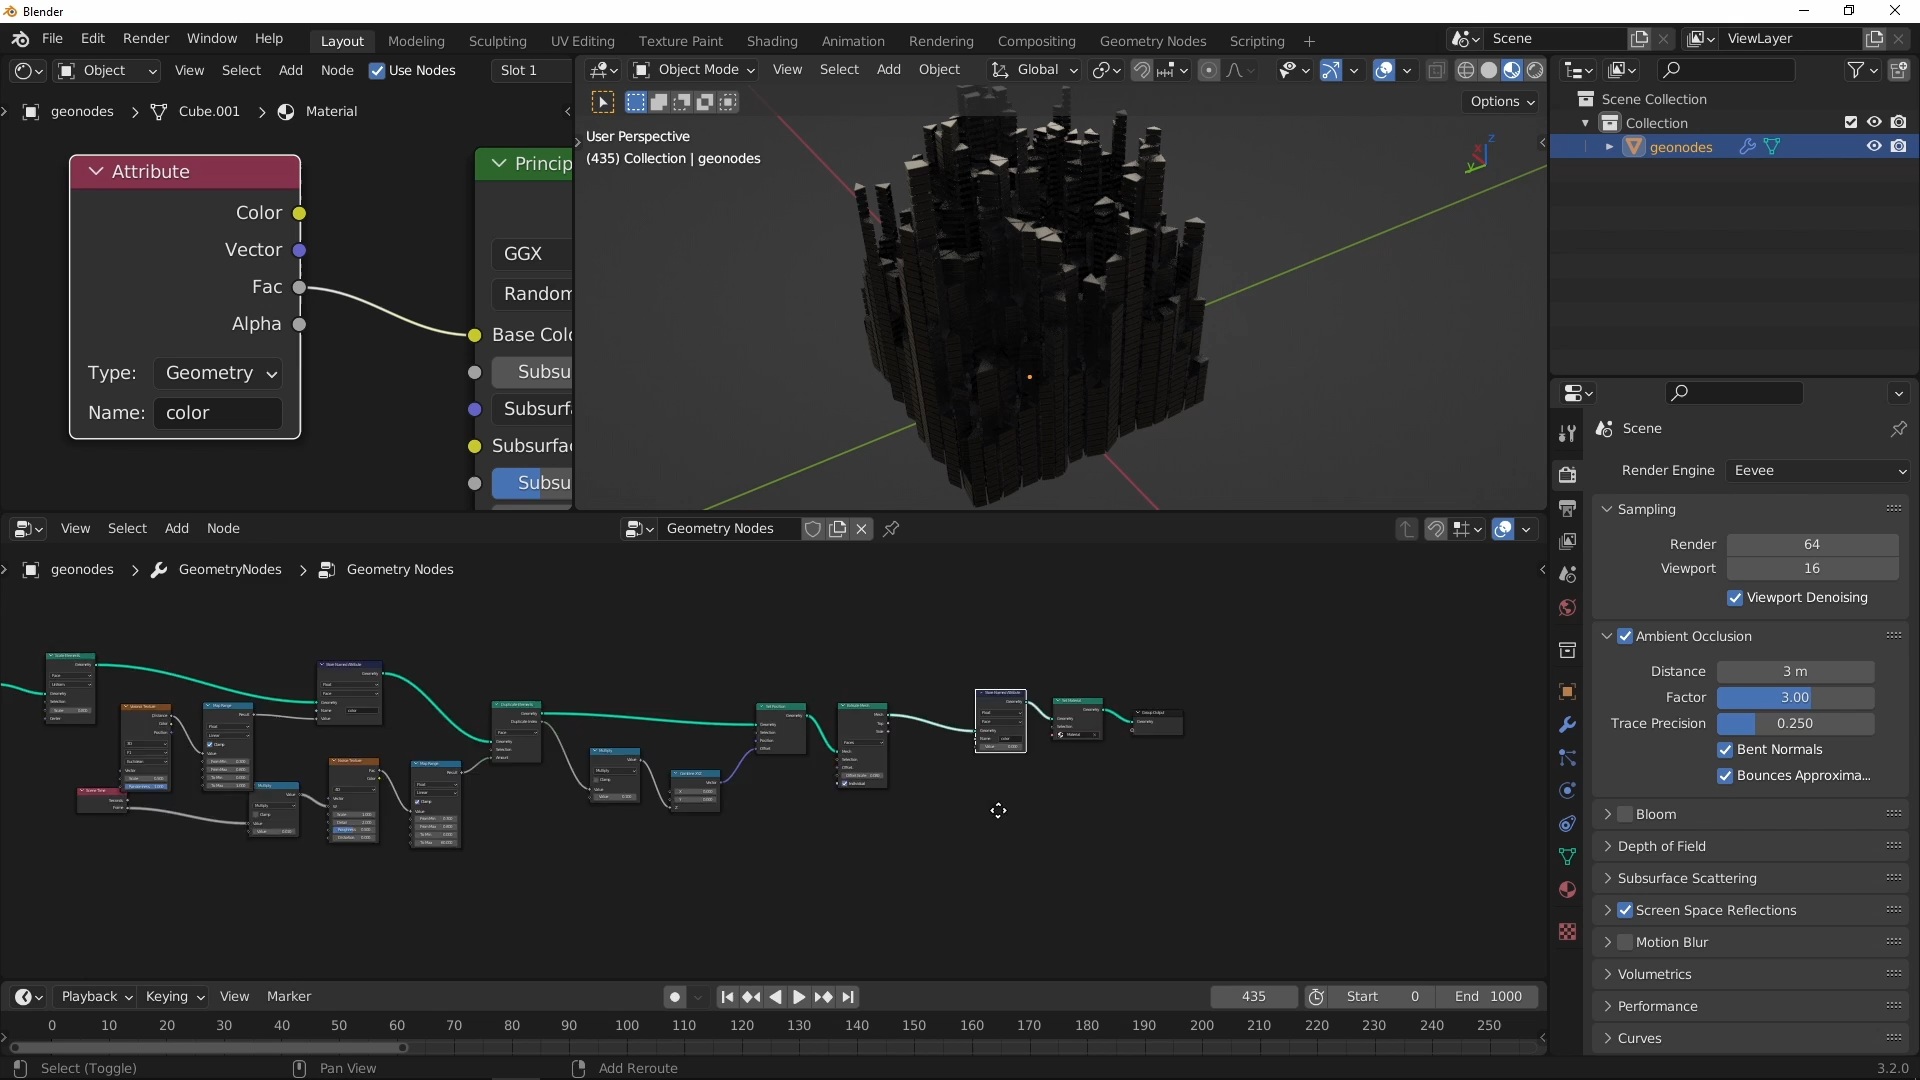 Blender
File Edit Render Window Help
Layout Modeling Sculpting UV Editing Texture Paint Shading Animation Rendering Compositing Geometry Nodes Scripting +
Scene
ViewLayer
Object View Select Add Node Use Nodes Slot 1
Object Mode View Select Add Object Global
geonodes > Cube.001 > Material
Options
Attribute
Color
Vector
Fac
Alpha
Type: Geometry
Name: color
Princip
GGX
Random
Base Colo
Subsu
Subsurfa
Subsurfac
Subsu
User Perspective
(435) Collection | geonodes
Z
X
Y
Scene Collection
Collection
geonodes
View Select Add Node
Geometry Nodes
geonodes > GeometryNodes > Geometry Nodes
Scene
Render Engine Eevee
Sampling
Render 64
Viewport 16
Viewport Denoising
Ambient Occlusion
Distance 3 m
Factor 3.00
Trace Precision 0.250
Bent Normals
Bounces Approxima...
Bloom
Depth of Field
Subsurface Scattering
Screen Space Reflections
Motion Blur
Volumetrics
Performance
Curves
Playback Keying View Marker
435 Start 0 End 1000
0 10 20 30 40 50 60 70 80 90 100 110 120 130 140 150 160 170 180 190 200 210 220 230 240 250
Select (Toggle) Pan View Add Reroute
3.2.0